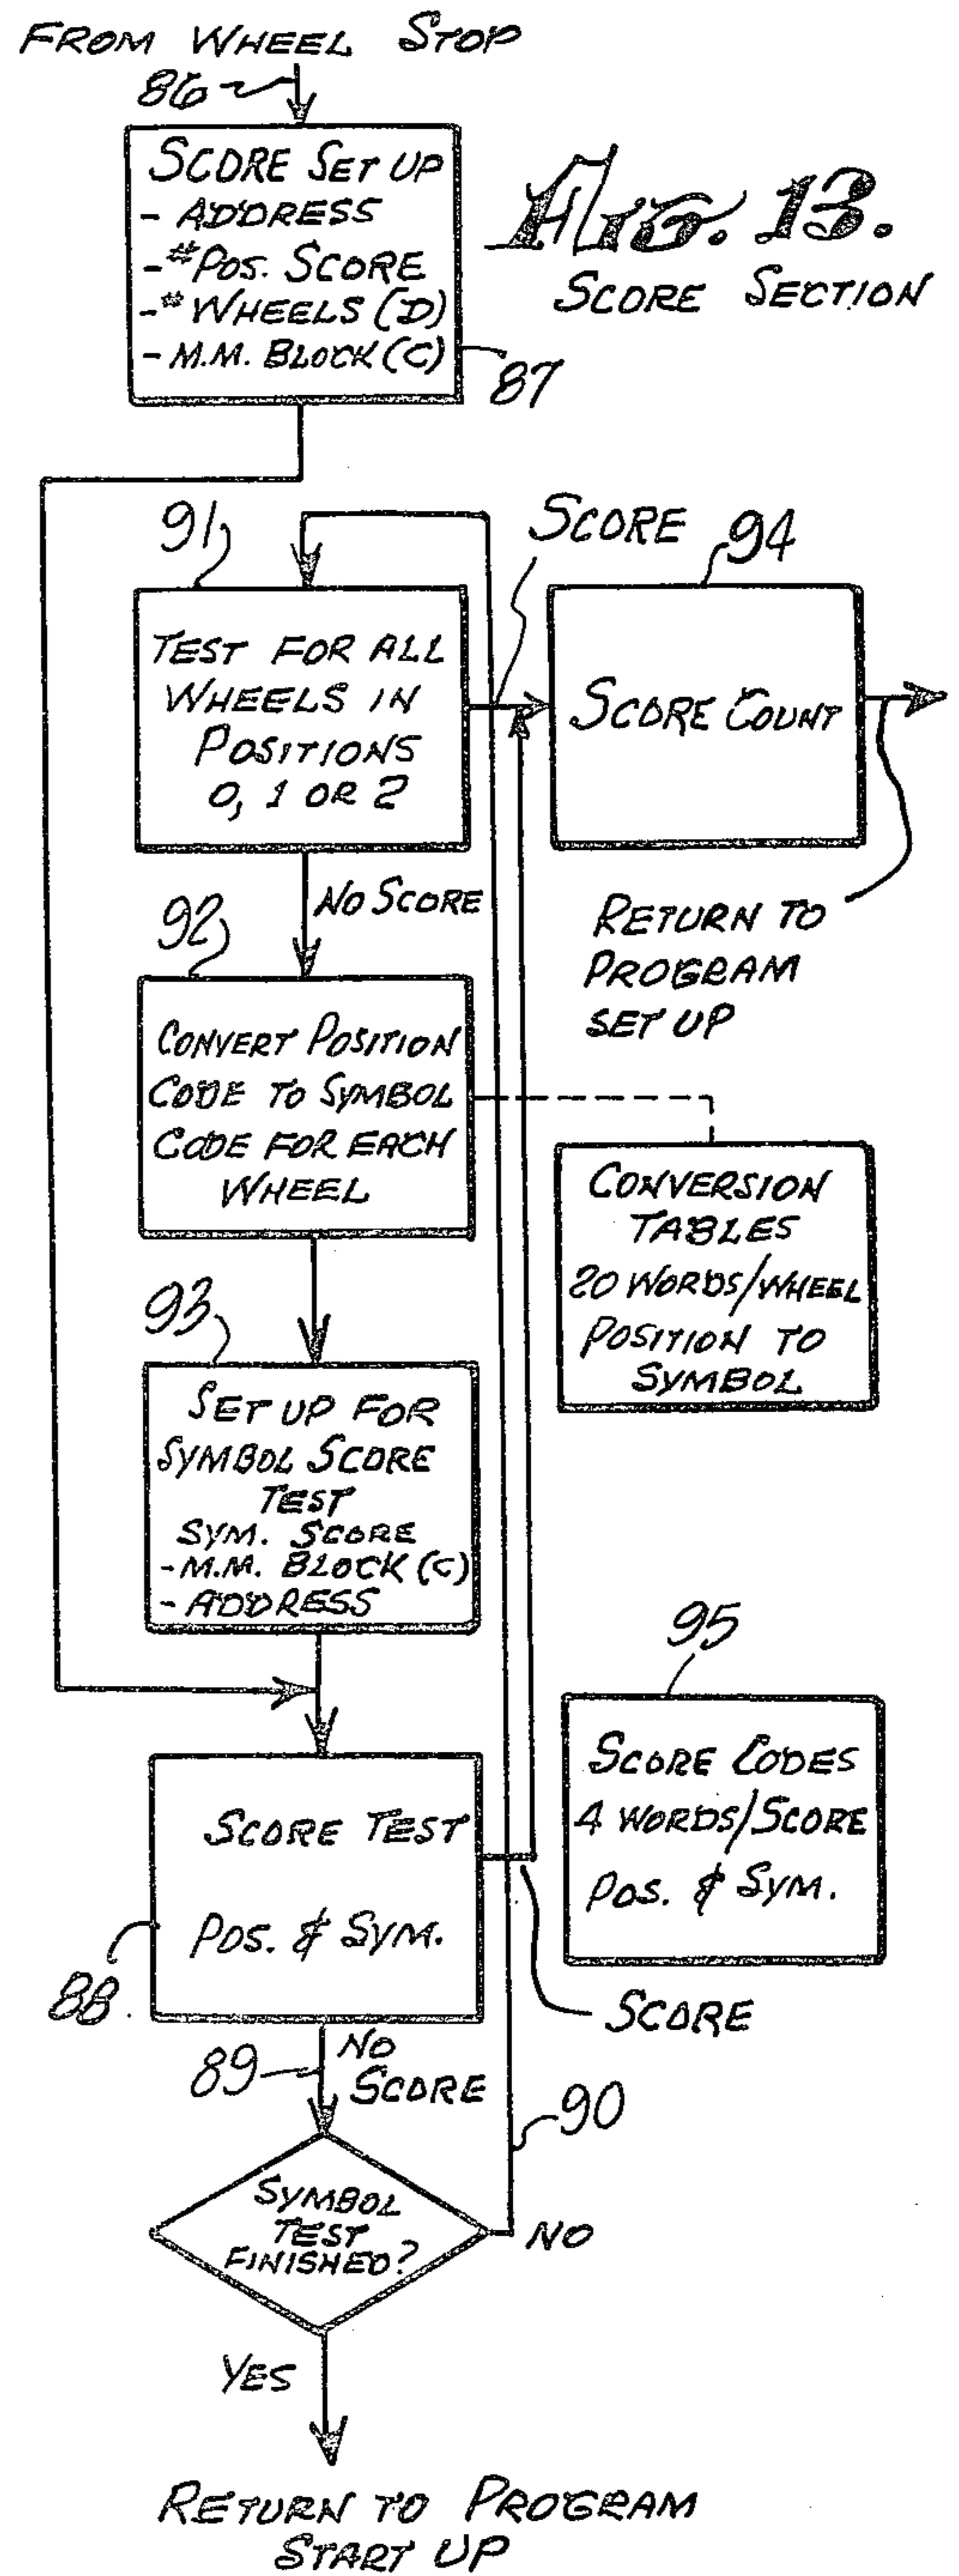 FROM WHEEL STOP
86
SCORE SET UP
- ADDRESS
- #POS. SCORE
- # WHEELS (D)
- M.M. BLOCK (C)
87
FIG. 13.
SCORE SECTION
91
TEST FOR ALL
WHEELS IN
POSITIONS
0, 1 OR 2
SCORE
94
SCORE COUNT
RETURN TO
PROGRAM
SET UP
NO SCORE
92
CONVERT POSITION
CODE TO SYMBOL
CODE FOR EACH
WHEEL
CONVERSION
TABLES
20 WORDS/WHEEL
POSITION TO
SYMBOL
93
SET UP FOR
SYMBOL SCORE
TEST
SYM. SCORE
- M.M. BLOCK (C)
- ADDRESS
95
SCORE CODES
4 WORDS/SCORE
POS. & SYM.
SCORE TEST
POS. & SYM.
88
SCORE
89
NO
SCORE
90
SYMBOL
TEST
FINISHED?
NO
YES
RETURN TO PROGRAM
START UP